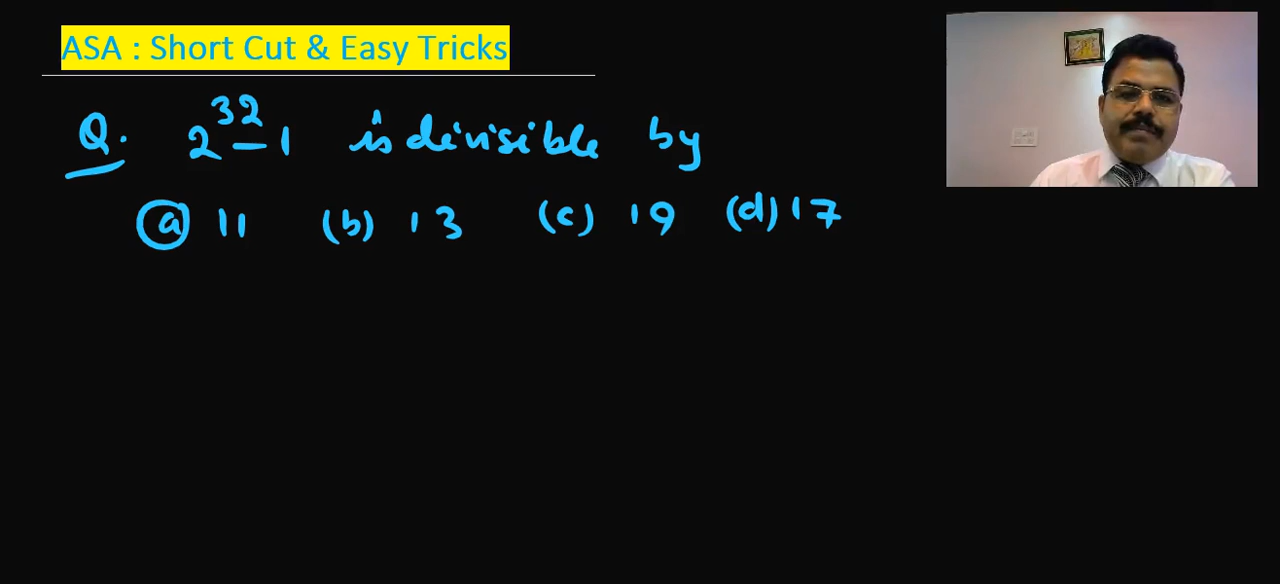 ASA : Short Cut & Easy Tricks
Q. 2³² – 1 is divisible by
(a) 11 (b) 13 (c) 19 (d) 17